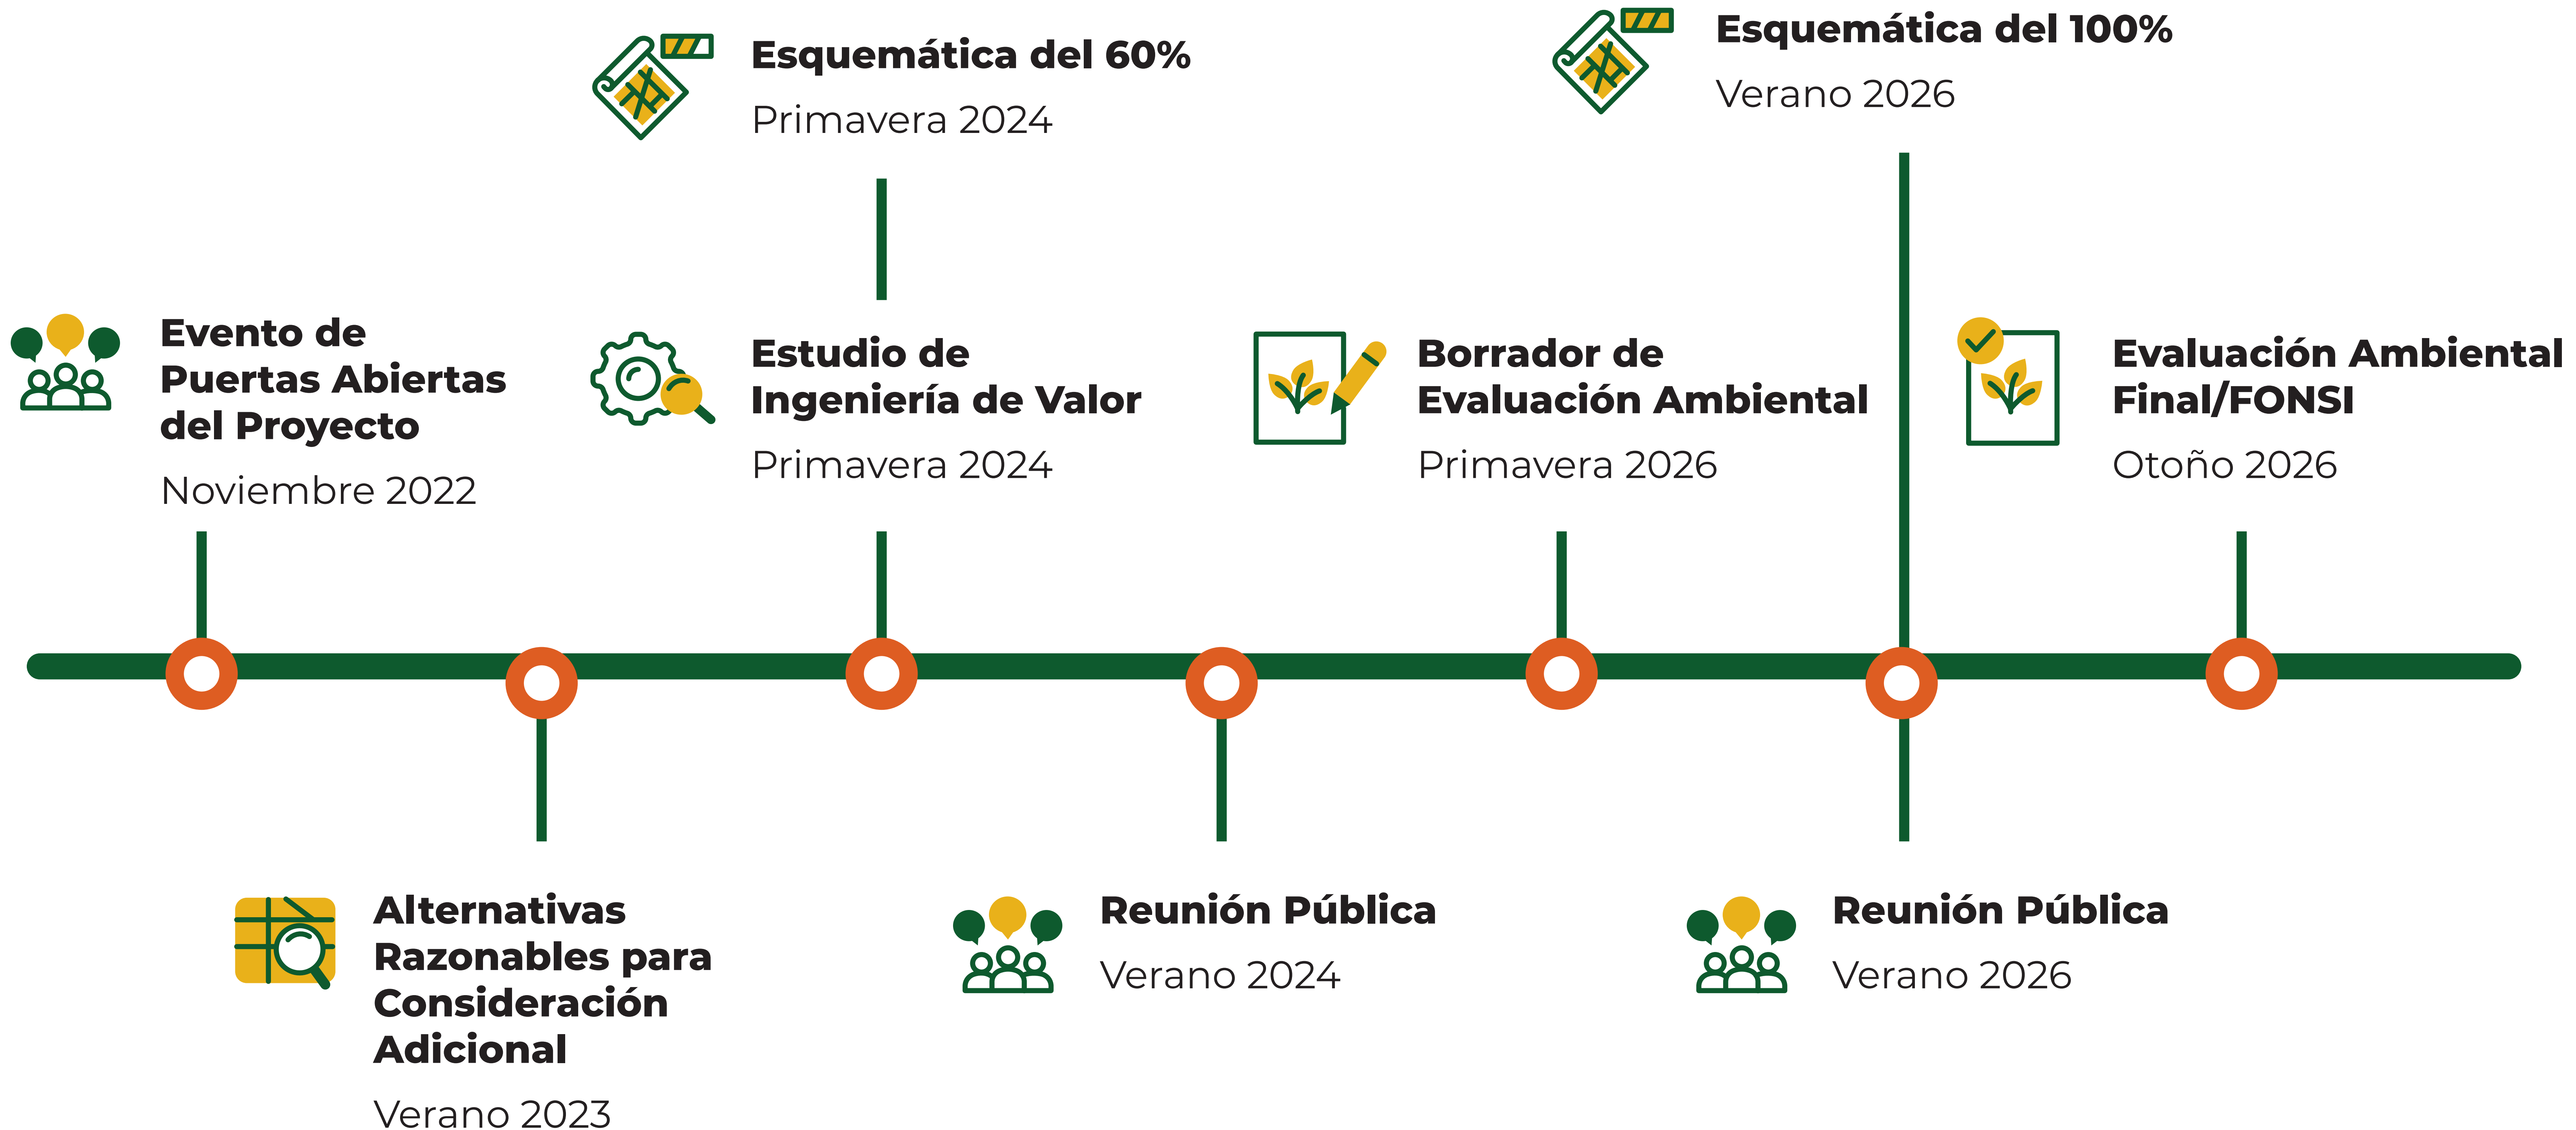 Esquemática del 60%
Primavera 2024
Esquemática del 100%
Verano 2026
Evento de
Puertas Abiertas
del Proyecto
Noviembre 2022
Estudio de
Ingeniería de Valor
Primavera 2024
Borrador de
Evaluación Ambiental
Primavera 2026
Evaluación Ambiental
Final/FONSI
Otoño 2026
Alternativas
Razonables para
Consideración
Adicional
Verano 2023
Reunión Pública
Verano 2024
Reunión Pública
Verano 2026